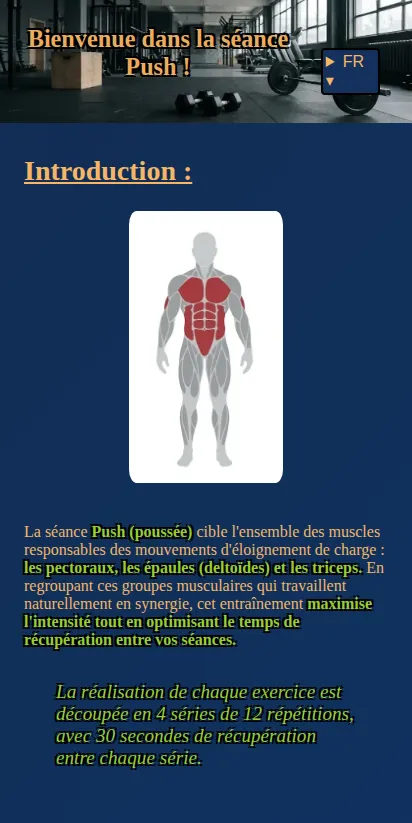 Bienvenue dans la séance
Push !
▶ FR
▼
Introduction :
La séance Push (poussée) cible l'ensemble des muscles
responsables des mouvements d'éloignement de charge :
les pectoraux, les épaules (deltoïdes) et les triceps. En
regroupant ces groupes musculaires qui travaillent
naturellement en synergie, cet entraînement maximise
l'intensité tout en optimisant le temps de
récupération entre vos séances.
La réalisation de chaque exercice est
découpée en 4 séries de 12 répétitions,
avec 30 secondes de récupération
entre chaque série.